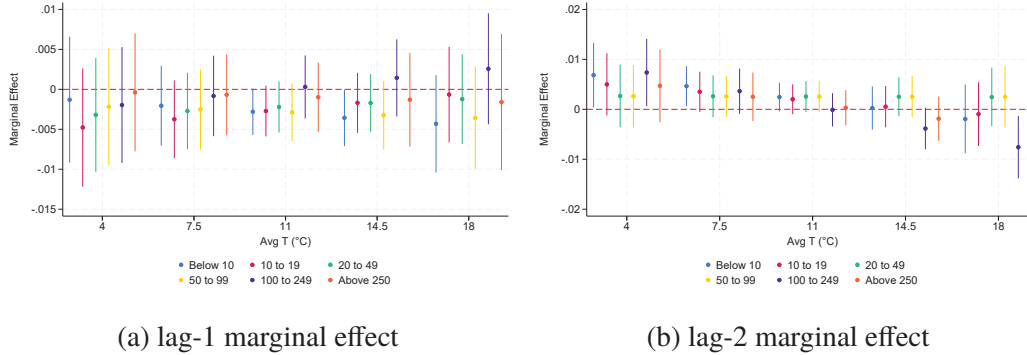 .01
.005
0
-.005
-.01
-.015
Marginal Effect
4 7.5 11 14.5 18
Avg T (°C)
Below 10 10 to 19 20 to 49
50 to 99 100 to 249 Above 250
(a) lag-1 marginal effect
.02
.01
0
-.01
-.02
Marginal Effect
4 7.5 11 14.5 18
Avg T (°C)
Below 10 10 to 19 20 to 49
50 to 99 100 to 249 Above 250
(b) lag-2 marginal effect